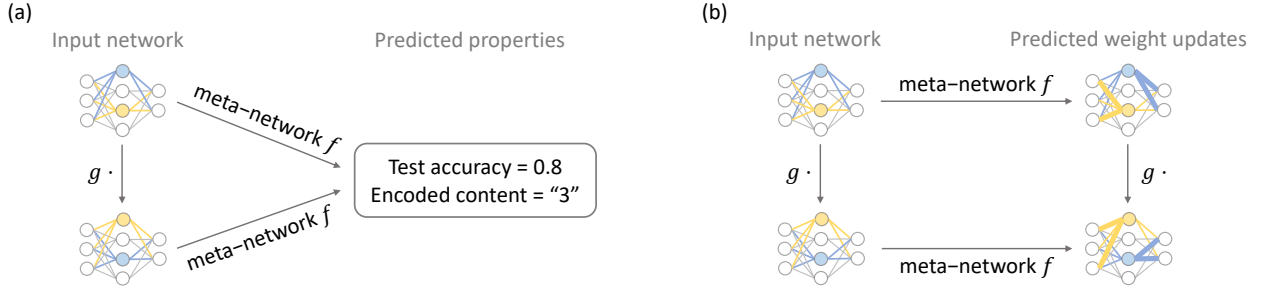 (a)
Input network
Predicted properties
meta−network f
g ·
Test accuracy = 0.8
Encoded content = “3”
meta−network f
(b)
Input network
Predicted weight updates
meta−network f
g ·
g ·
meta−network f